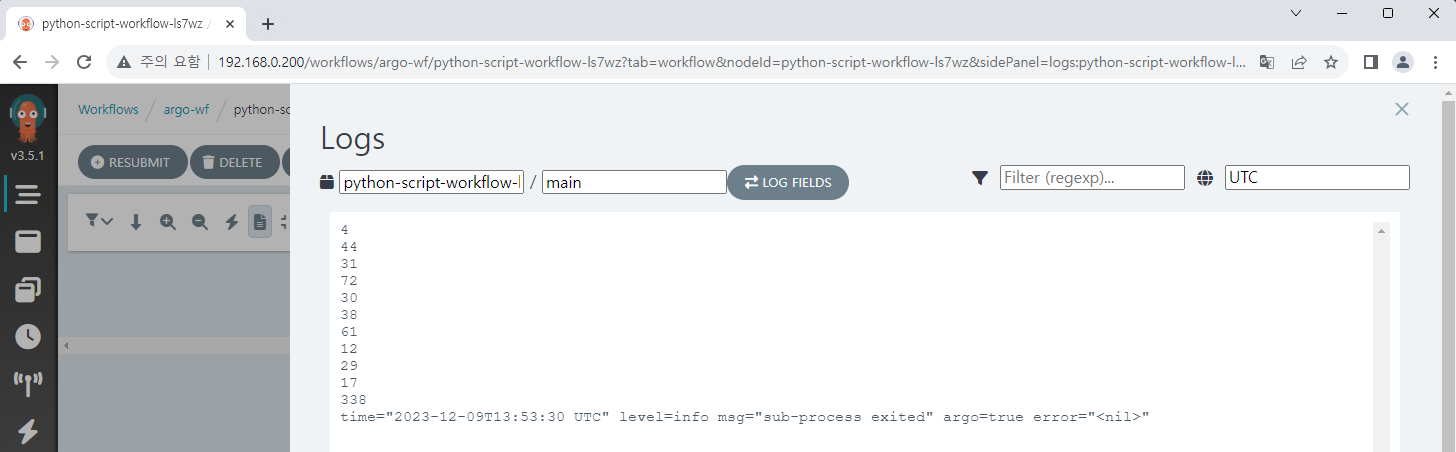 python-script-workflow-ls7wz /
주의 요함 | 192.168.0.200/workflows/argo-wf/python-script-workflow-ls7wz?tab=workflow&nodeId=python-script-workflow-ls7wz&sidePanel=logs:python-script-workflow-l...
v3.5.1
Workflows / argo-wf / python-sc
RESUBMIT DELETE
Logs
python-script-workflow-l / main LOG FIELDS Filter (regexp)... UTC
4
44
31
72
30
38
61
12
29
17
338
time="2023-12-09T13:53:30 UTC" level=info msg="sub-process exited" argo=true error="<nil>"